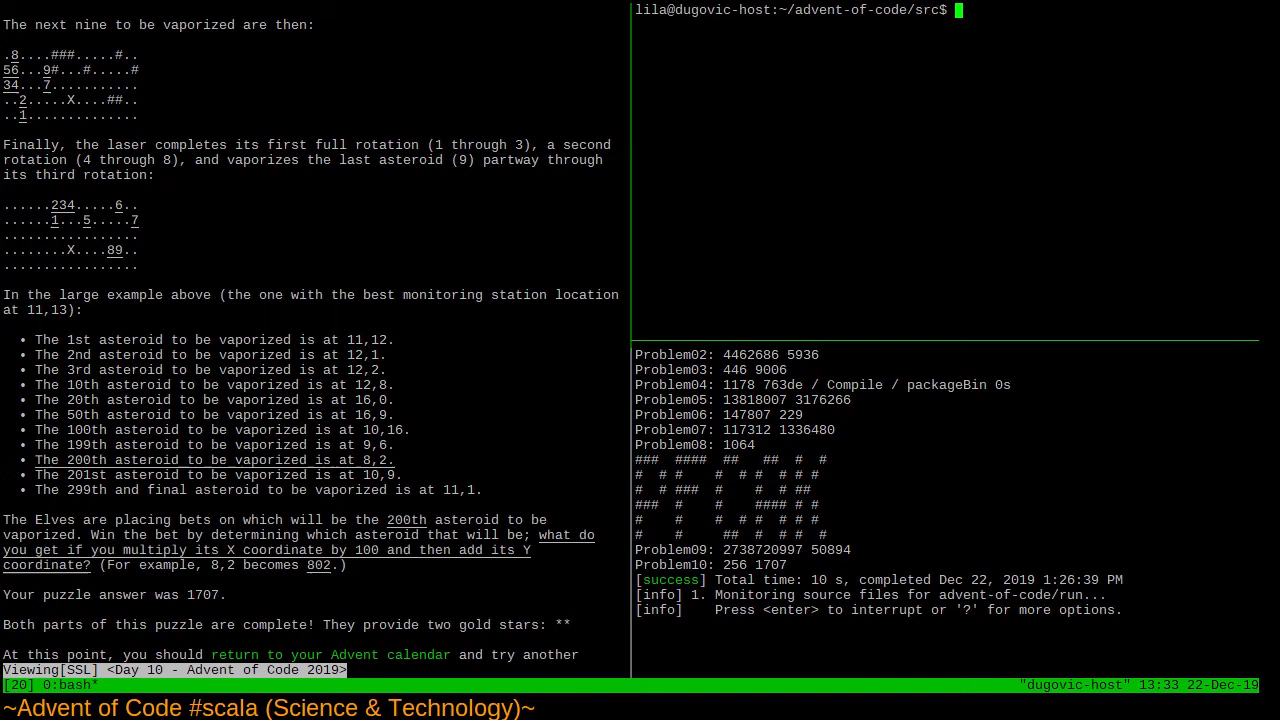 The next nine to be vaporized are then:
.8....###.....#..
56...9#...#.....#
34...7...........
..2.....X....##..
..1..............
Finally, the laser completes its first full rotation (1 through 3), a second
rotation (4 through 8), and vaporizes the last asteroid (9) partway through
its third rotation:
......234.....6..
......1...5.....7
.................
........X....89..
.................
In the large example above (the one with the best monitoring station location
at 11,13):
• The 1st asteroid to be vaporized is at 11,12.
• The 2nd asteroid to be vaporized is at 12,1.
• The 3rd asteroid to be vaporized is at 12,2.
• The 10th asteroid to be vaporized is at 12,8.
• The 20th asteroid to be vaporized is at 16,0.
• The 50th asteroid to be vaporized is at 16,9.
• The 100th asteroid to be vaporized is at 10,16.
• The 199th asteroid to be vaporized is at 9,6.
• The 200th asteroid to be vaporized is at 8,2.
• The 201st asteroid to be vaporized is at 10,9.
• The 299th and final asteroid to be vaporized is at 11,1.
The Elves are placing bets on which will be the 200th asteroid to be
vaporized. Win the bet by determining which asteroid that will be; what do
you get if you multiply its X coordinate by 100 and then add its Y
coordinate? (For example, 8,2 becomes 802.)
Your puzzle answer was 1707.
Both parts of this puzzle are complete! They provide two gold stars: **
At this point, you should return to your Advent calendar and try another
Viewing[SSL] <Day 10 - Advent of Code 2019>
lila@dugovic-host:~/advent-of-code/src$
Problem02: 4462686 5936
Problem03: 446 9006
Problem04: 1178 763de / Compile / packageBin 0s
Problem05: 13818007 3176266
Problem06: 147807 229
Problem07: 117312 1336480
Problem08: 1064
###  ####  ##   ##  #  #
#  # #    #  # #  # # #
#  # ###  #    #  # ##
###  #    #    #### # #
#    #    #  # #  # # #
#    #     ##  #  # #  #
Problem09: 2738720997 50894
Problem10: 256 1707
[success] Total time: 10 s, completed Dec 22, 2019 1:26:39 PM
[info] 1. Monitoring source files for advent-of-code/run...
[info]    Press <enter> to interrupt or '?' for more options.
[20] 0:bash* "dugovic-host" 13:33 22-Dec-19
~Advent of Code #scala (Science & Technology)~